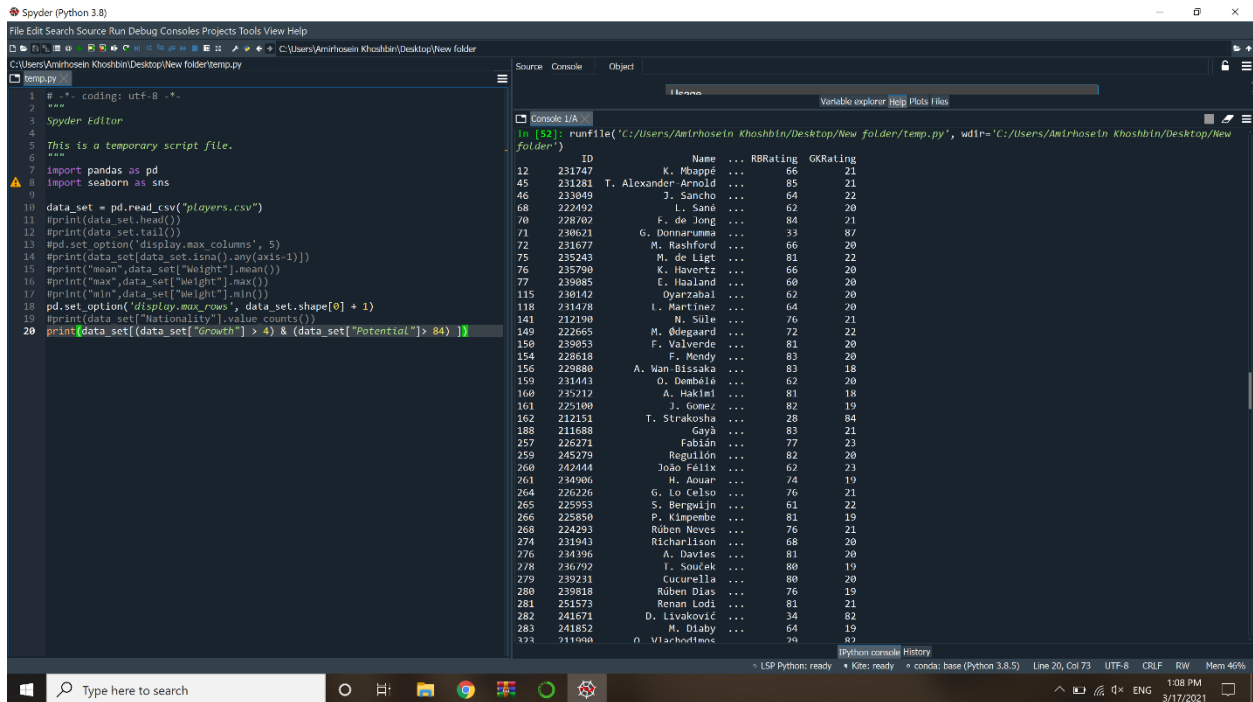 Spyder (Python 3.8)
File Edit Search Source Run Debug Consoles Projects Tools View Help
C:\Users\Amirhosein Khoshbin\Desktop\New folder
C:\Users\Amirhosein Khoshbin\Desktop\New folder\temp.py
temp.py
1 # -*- coding: utf-8 -*-
2 """
3 Spyder Editor
4
5 This is a temporary script file.
6 """
7 import pandas as pd
8 import seaborn as sns
9
10 data_set = pd.read_csv("players.csv")
11 #print(data_set.head())
12 #print(data_set.tail())
13 #pd.set_option('display.max_columns', 5)
14 #print(data_set[data_set.isna().any(axis=1)])
15 #print("mean",data_set["Weight"].mean())
16 #print("max",data_set["Weight"].max())
17 #print("min",data_set["Weight"].min())
18 pd.set_option('display.max_rows', data_set.shape[0] + 1)
19 #print(data_set["Nationality"].value_counts())
20 print(data_set[(data_set["Growth"] > 4) & (data_set["Potential"]> 84) ])
Source Console Object
Usage
Variable explorer Help Plots Files
Console 1/A
In [52]: runfile('C:/Users/Amirhosein Khoshbin/Desktop/New folder/temp.py', wdir='C:/Users/Amirhosein Khoshbin/Desktop/New
folder')
ID Name ... RBRating GKRating
12 231747 K. Mbappé ... 66 21
45 231281 T. Alexander-Arnold ... 85 21
46 233049 J. Sancho ... 64 22
68 222492 L. Sané ... 62 20
70 228702 F. de Jong ... 84 21
71 230621 G. Donnarumma ... 33 87
72 231677 M. Rashford ... 66 20
75 235243 M. de Ligt ... 81 22
76 235790 K. Havertz ... 66 20
77 239085 E. Haaland ... 60 20
115 230142 Oyarzabal ... 62 20
118 231478 L. Martínez ... 64 20
141 212190 N. Süle ... 76 21
149 222665 M. Ødegaard ... 72 22
150 239053 F. Valverde ... 81 20
154 228618 F. Mendy ... 83 20
156 229880 A. Wan-Bissaka ... 83 18
159 231443 O. Dembélé ... 62 20
160 235212 A. Hakimi ... 81 18
161 225100 J. Gomez ... 82 19
162 212151 T. Strakosha ... 28 84
188 211688 Gayà ... 83 21
257 226271 Fabián ... 77 23
259 245279 Reguilón ... 82 20
260 242444 João Félix ... 62 23
261 234906 H. Aouar ... 74 19
264 226226 G. Lo Celso ... 76 21
265 225953 S. Bergwijn ... 61 22
266 225850 P. Kimpembe ... 81 19
268 224293 Rúben Neves ... 76 21
274 231943 Richarlison ... 68 20
276 234396 A. Davies ... 81 20
278 236792 T. Souček ... 80 19
279 239231 Cucurella ... 80 20
280 239818 Rúben Dias ... 76 19
281 251573 Renan Lodi ... 81 21
282 241671 D. Livaković ... 34 82
283 241852 M. Diaby ... 64 19
323 211990 O. Vlachodimos ... 29 82
IPython console History
LSP Python: ready Kite: ready conda: base (Python 3.8.5) Line 20, Col 73 UTF-8 CRLF RW Mem 46%
Type here to search
ENG
1:08 PM
3/17/2021